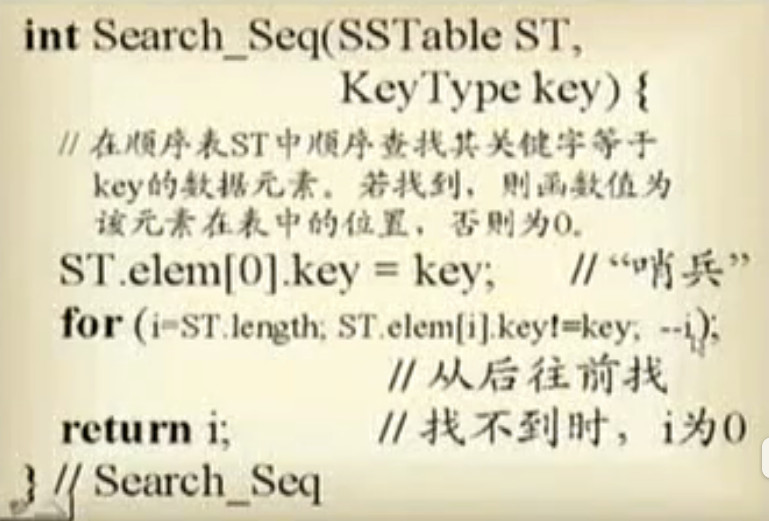 int Search_Seq(SSTable ST,
KeyType key) {
// 在顺序表ST中顺序查找其关键字等于
key的数据元素。若找到，则函数值为
该元素在表中的位置，否则为0。
ST.elem[0].key = key; // “哨兵”
for (i=ST.length; ST.elem[i].key!=key; --i);
// 从后往前找
return i; // 找不到时，i为0
} // Search_Seq